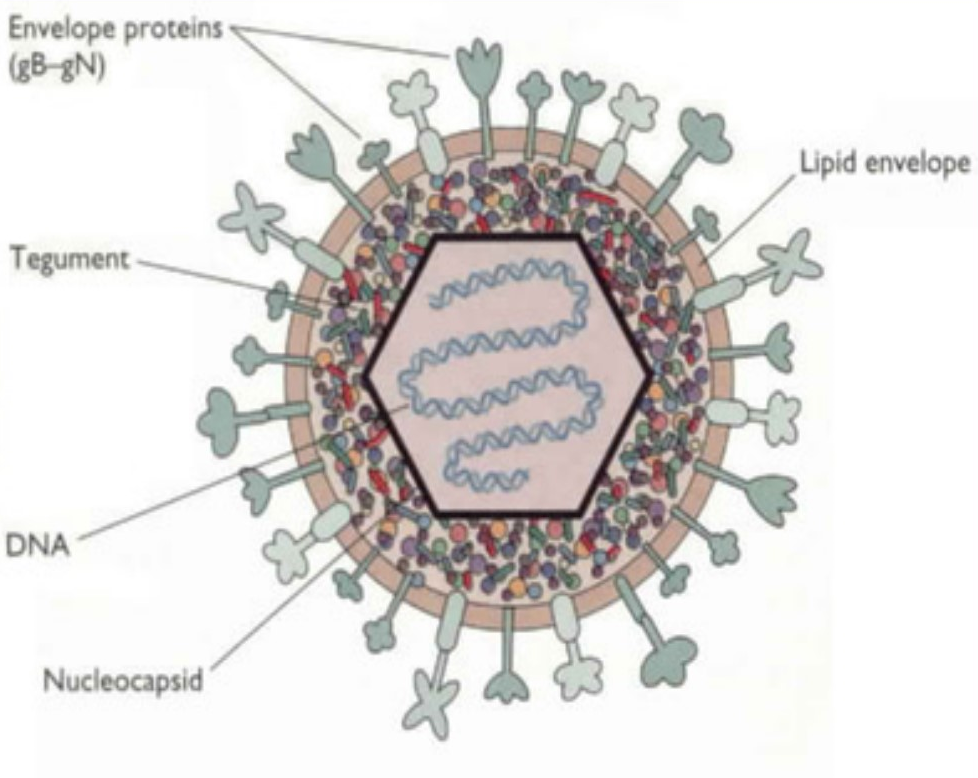 Envelope proteins
(gB–gN)
Lipid envelope
Tegument
DNA
Nucleocapsid